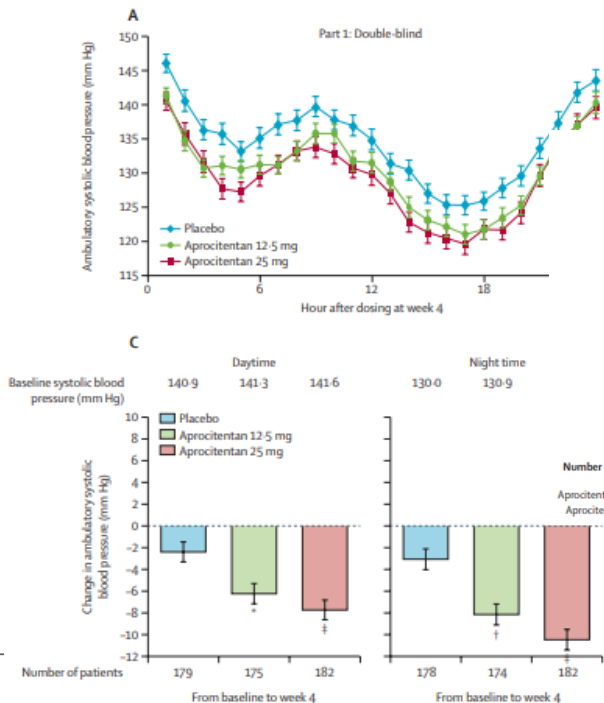 A
Part 1: Double-blind
Ambulatory systolic blood pressure (mm Hg)
150
145
140
135
130
125
120
115
Placebo
Aprocitentan 12·5 mg
Aprocitentan 25 mg
0 6 12 18
Hour after dosing at week 4
C
Daytime Night time
Baseline systolic blood
pressure (mm Hg)
140·9 141·3 141·6 130·0 130·9
Change in ambulatory systolic
blood pressure (mm Hg)
10
8
6
4
2
0
−2
−4
−6
−8
−10
−12
Placebo
Aprocitentan 12·5 mg
Aprocitentan 25 mg
Number
Aprocitent
Aprocite
* ‡ † ‡
Number of patients 179 175 182 178 174 182
From baseline to week 4 From baseline to week 4